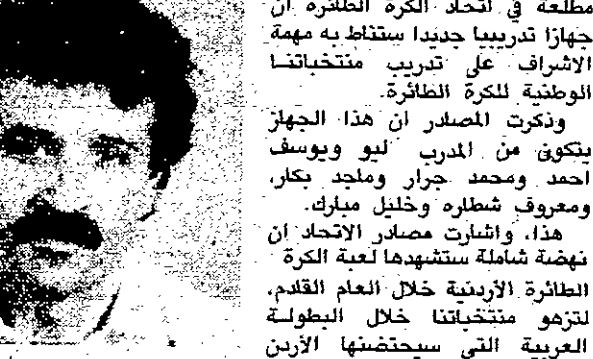 مطلعة في اتحاد الكرة الطائرة ان
جهازا تدريبيا جديدا ستناط به مهمة
الاشراف على تدريب منتخباتنا
الوطنية للكرة الطائرة.
وذكرت المصادر ان هذا الجهاز
يتكون من المدرب ليو ويوسف
احمد ومحمد جرار وماجد بكار،
ومعروف شطاره وخليل مبارك.
هذا، واشارت مصادر الاتحاد ان
نهضة شاملة ستشهدها لعبة الكرة
الطائرة الأردنية خلال العام القادم،
لتزهو منتخباتنا خلال البطولة
العربية التي سيحتضنها الأردن